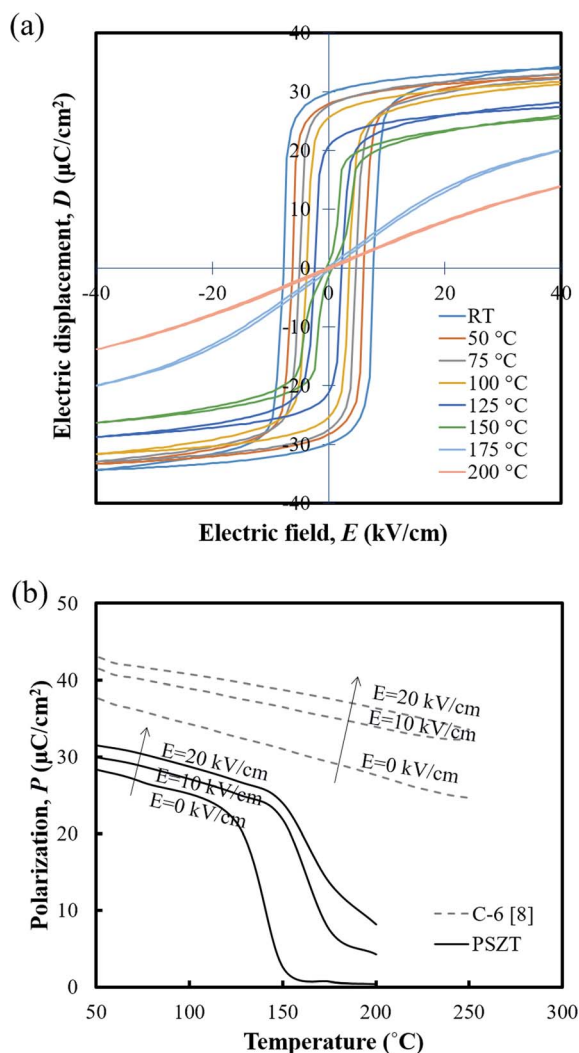 (a)
40
30
20
10
0
-40
-20
0
20
40
-10
-20
-30
-40
Electric displacement, D (μC/cm²)
Electric field, E (kV/cm)
RT
50 °C
75 °C
100 °C
125 °C
150 °C
175 °C
200 °C
(b)
50
40
30
20
10
0
Polarization, P (μC/cm²)
E=20 kV/cm
E=10 kV/cm
E=0 kV/cm
E=20 kV/cm
E=10 kV/cm
E=0 kV/cm
C-6 [8]
PSZT
50
100
150
200
250
300
Temperature (˚C)